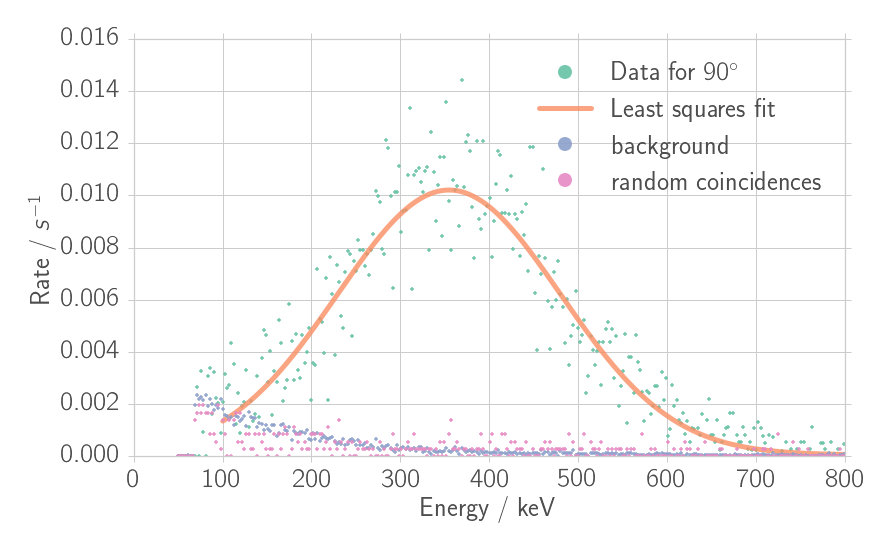 0.016
0.014
0.012
0.010
0.008
0.006
0.004
0.002
0.000
Rate / s⁻¹
Data for 90°
Least squares fit
background
random coincidences
0 100 200 300 400 500 600 700 800
Energy / keV